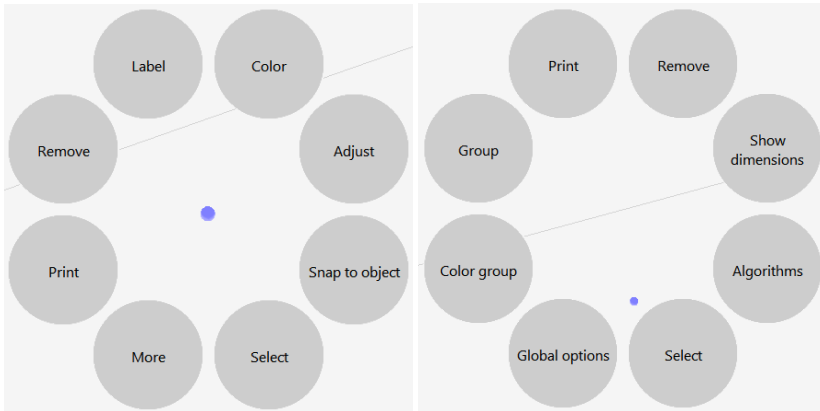 Label
Color
Remove
Adjust
Print
Snap to object
More
Select
Print
Remove
Group
Show
dimensions
Color group
Algorithms
Global options
Select